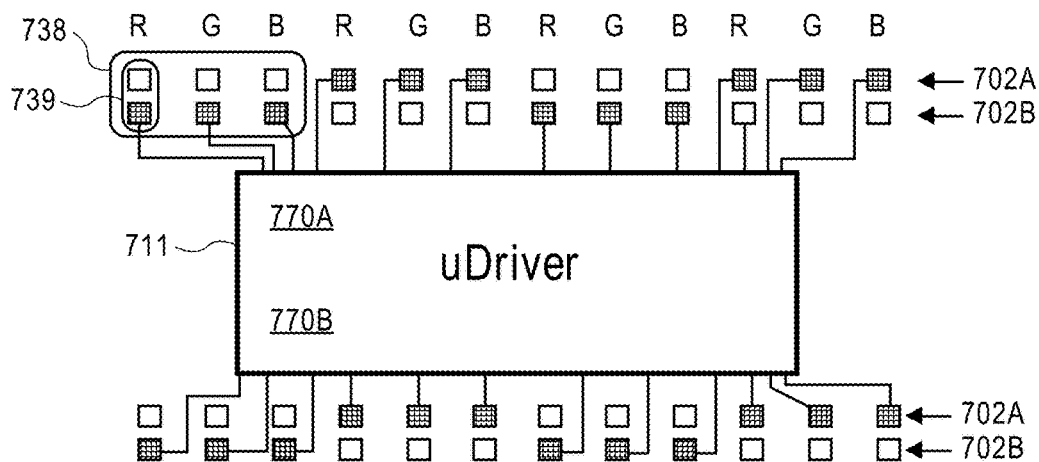 R G B R G B R G B R G B
738
739
702A
702B
770A
711
uDriver
770B
702A
702B